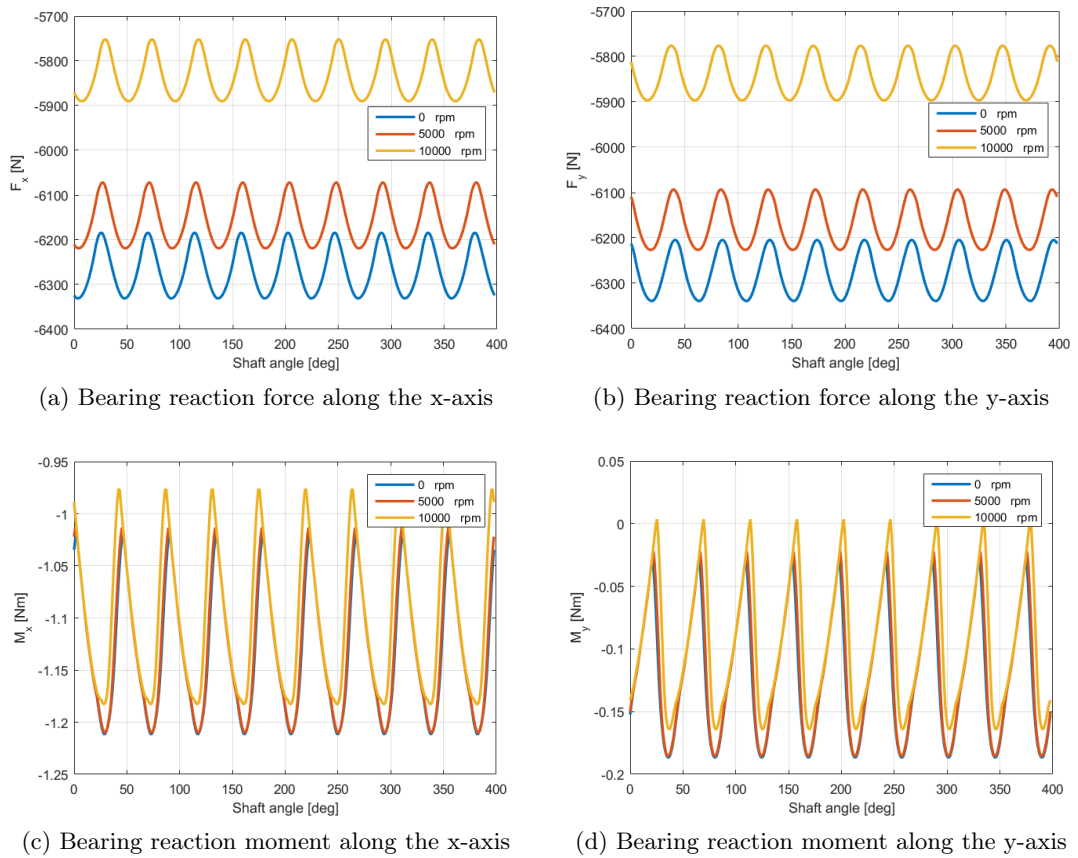 -5700
-5800
-5900
-6000
-6100
-6200
-6300
-6400
F_x [N]
0 50 100 150 200 250 300 350 400
Shaft angle [deg]
0 rpm
5000 rpm
10000 rpm
(a) Bearing reaction force along the x-axis
-5700
-5800
-5900
-6000
-6100
-6200
-6300
-6400
F_y [N]
0 50 100 150 200 250 300 350 400
Shaft angle [deg]
0 rpm
5000 rpm
10000 rpm
(b) Bearing reaction force along the y-axis
-0.95
-1
-1.05
-1.1
-1.15
-1.2
-1.25
M_x [Nm]
0 50 100 150 200 250 300 350 400
Shaft angle [deg]
0 rpm
5000 rpm
10000 rpm
(c) Bearing reaction moment along the x-axis
0.05
0
-0.05
-0.1
-0.15
-0.2
M_y [Nm]
0 50 100 150 200 250 300 350 400
Shaft angle [deg]
0 rpm
5000 rpm
10000 rpm
(d) Bearing reaction moment along the y-axis